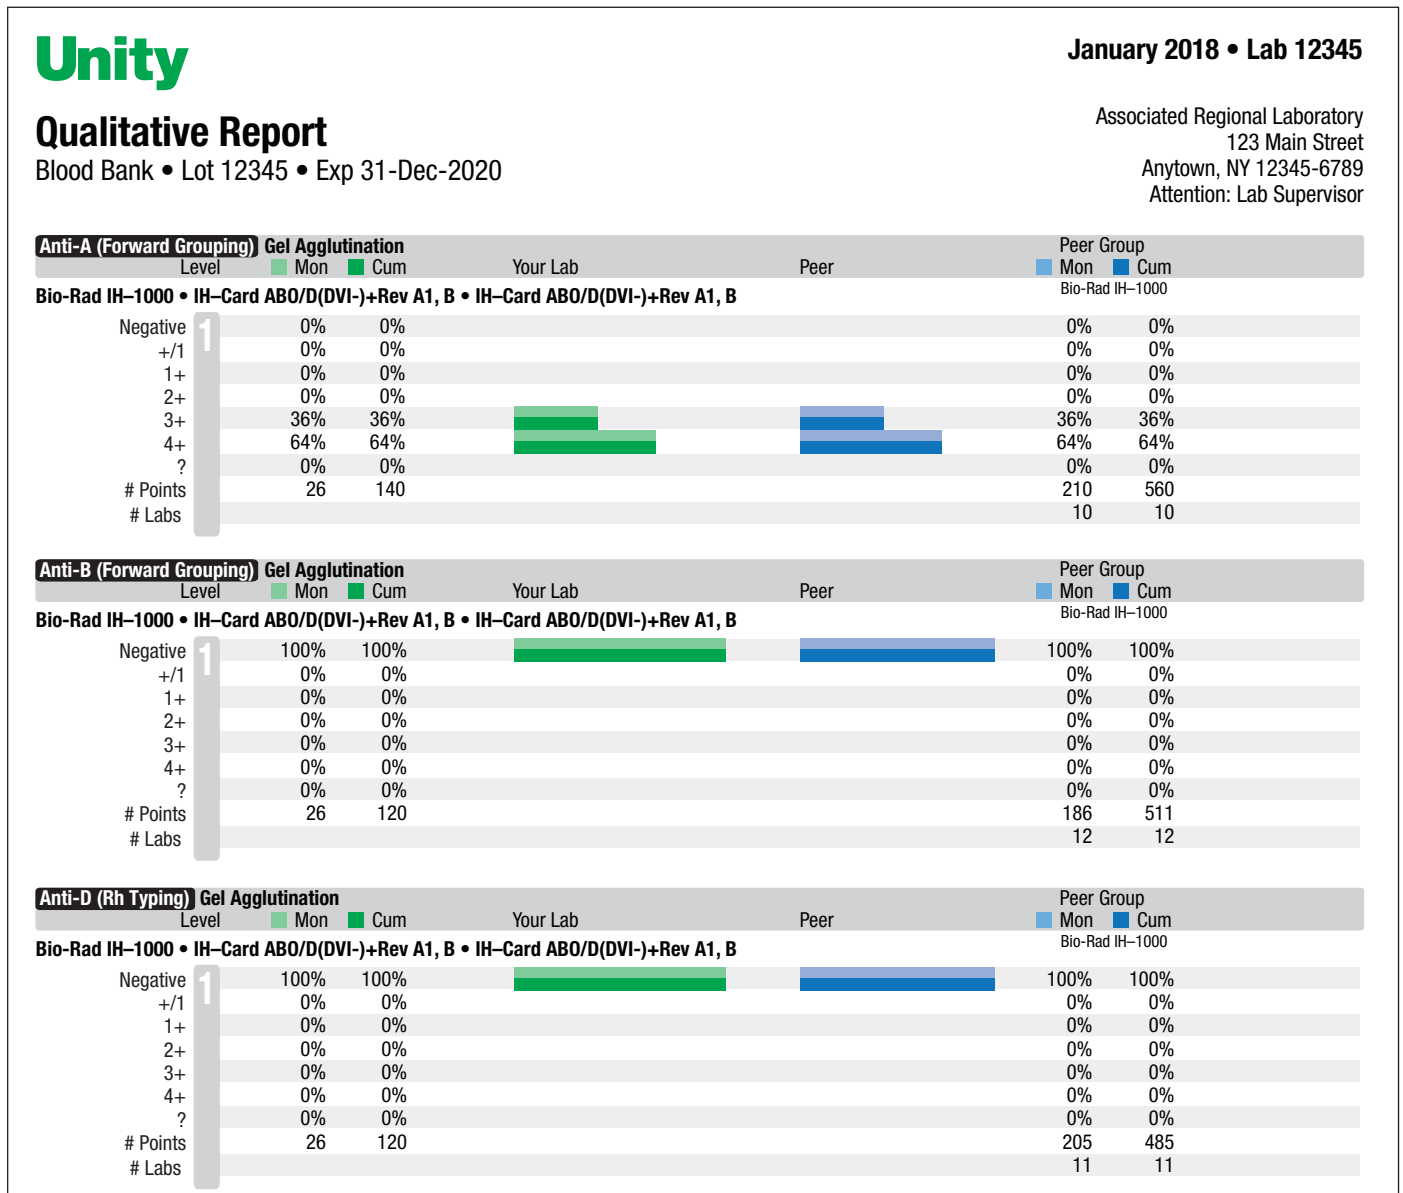 Unity
January 2018 • Lab 12345
Qualitative Report
Blood Bank • Lot 12345 • Exp 31-Dec-2020
Associated Regional Laboratory
123 Main Street
Anytown, NY 12345-6789
Attention: Lab Supervisor
Anti-A (Forward Grouping) Gel Agglutination Peer Group
Level Mon Cum Your Lab Peer Mon Cum
Bio-Rad IH–1000 • IH–Card ABO/D(DVI-)+Rev A1, B • IH–Card ABO/D(DVI-)+Rev A1, B Bio-Rad IH–1000
Negative 1 0% 0% 0% 0%
+/1 0% 0% 0% 0%
1+ 0% 0% 0% 0%
2+ 0% 0% 0% 0%
3+ 36% 36% 36% 36%
4+ 64% 64% 64% 64%
? 0% 0% 0% 0%
# Points 26 140 210 560
# Labs 10 10
Anti-B (Forward Grouping) Gel Agglutination Peer Group
Level Mon Cum Your Lab Peer Mon Cum
Bio-Rad IH–1000 • IH–Card ABO/D(DVI-)+Rev A1, B • IH–Card ABO/D(DVI-)+Rev A1, B Bio-Rad IH–1000
Negative 1 100% 100% 100% 100%
+/1 0% 0% 0% 0%
1+ 0% 0% 0% 0%
2+ 0% 0% 0% 0%
3+ 0% 0% 0% 0%
4+ 0% 0% 0% 0%
? 0% 0% 0% 0%
# Points 26 120 186 511
# Labs 12 12
Anti-D (Rh Typing) Gel Agglutination Peer Group
Level Mon Cum Your Lab Peer Mon Cum
Bio-Rad IH–1000 • IH–Card ABO/D(DVI-)+Rev A1, B • IH–Card ABO/D(DVI-)+Rev A1, B Bio-Rad IH–1000
Negative 1 100% 100% 100% 100%
+/1 0% 0% 0% 0%
1+ 0% 0% 0% 0%
2+ 0% 0% 0% 0%
3+ 0% 0% 0% 0%
4+ 0% 0% 0% 0%
? 0% 0% 0% 0%
# Points 26 120 205 485
# Labs 11 11